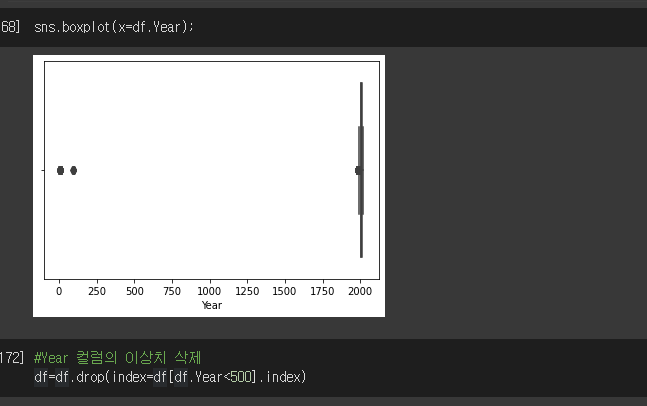 68] sns.boxplot(x=df.Year);
0 250 500 750 1000 1250 1500 1750 2000
Year
172] #Year 컬럼의 이상치 삭제
df=df.drop(index=df[df.Year<500].index)